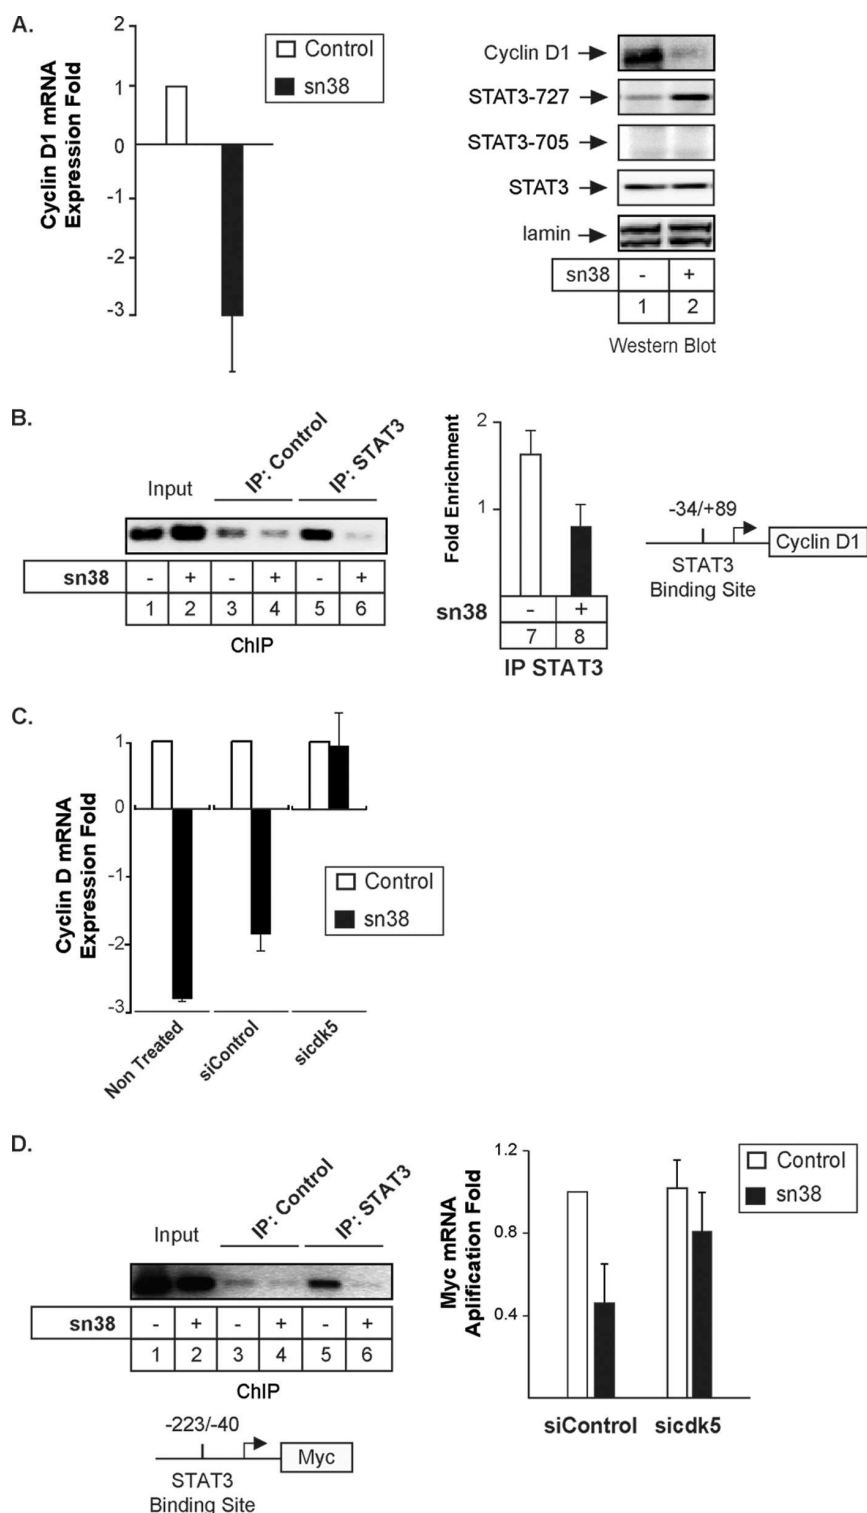 A.
Cyclin D1 mRNA
Expression Fold
2
1
0
-1
-2
-3
Control
sn38
Cyclin D1
STAT3-727
STAT3-705
STAT3
lamin
sn38 - +
1 2
Western Blot
B.
Input
IP: Control
IP: STAT3
sn38 - + - + - +
1 2 3 4 5 6
ChIP
Fold Enrichment
2
1
sn38 - +
7 8
IP STAT3
-34/+89
Cyclin D1
STAT3
Binding Site
C.
Cyclin D mRNA
Expression Fold
1
0
-1
-2
-3
Control
sn38
Non Treated
siControl
sicdk5
D.
Input
IP: Control
IP: STAT3
sn38 - + - + - +
1 2 3 4 5 6
ChIP
-223/-40
Myc
STAT3
Binding Site
Myc mRNA
Aplification Fold
1.2
0.8
0.4
Control
sn38
siControl sicdk5